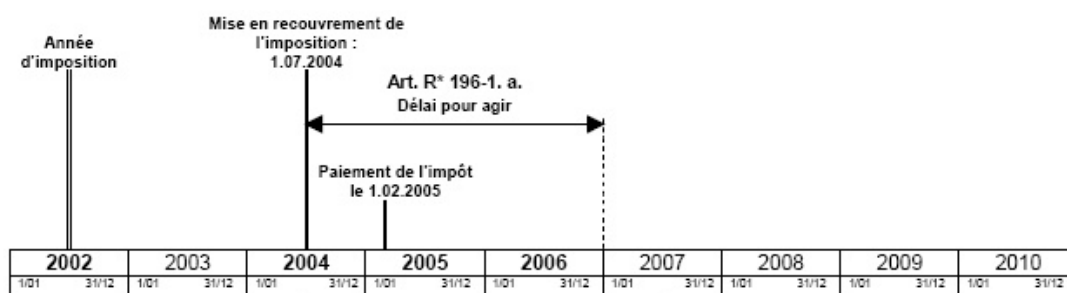 Mise en recouvrement de
l'imposition :
1.07.2004
Année
d'imposition
Art. R* 196-1. a.
Délai pour agir
Paiement de l'impôt
le 1.02.2005
2002 2003 2004 2005 2006 2007 2008 2009 2010
1/01 31/12 1/01 31/12 1/01 31/12 1/01 31/12 1/01 31/12 1/01 31/12 1/01 31/12 1/01 31/12 1/01 31/12